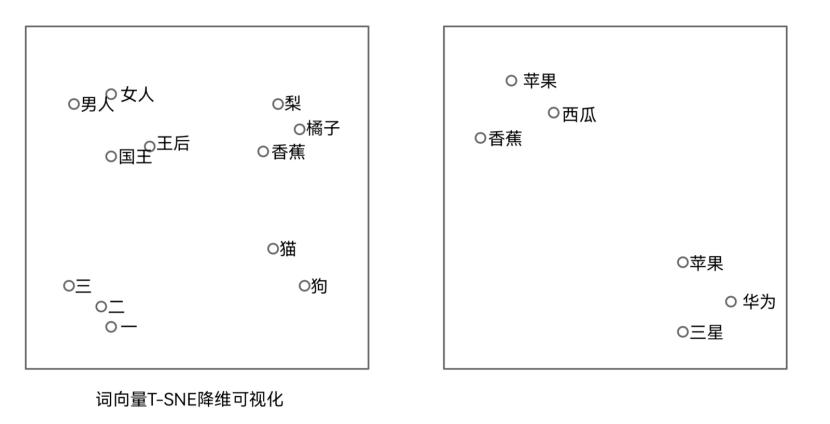 男人
女人
国王
王后
梨
橘子
香蕉
猫
狗
三
二
一
词向量T-SNE降维可视化
苹果
西瓜
香蕉
苹果
华为
三星